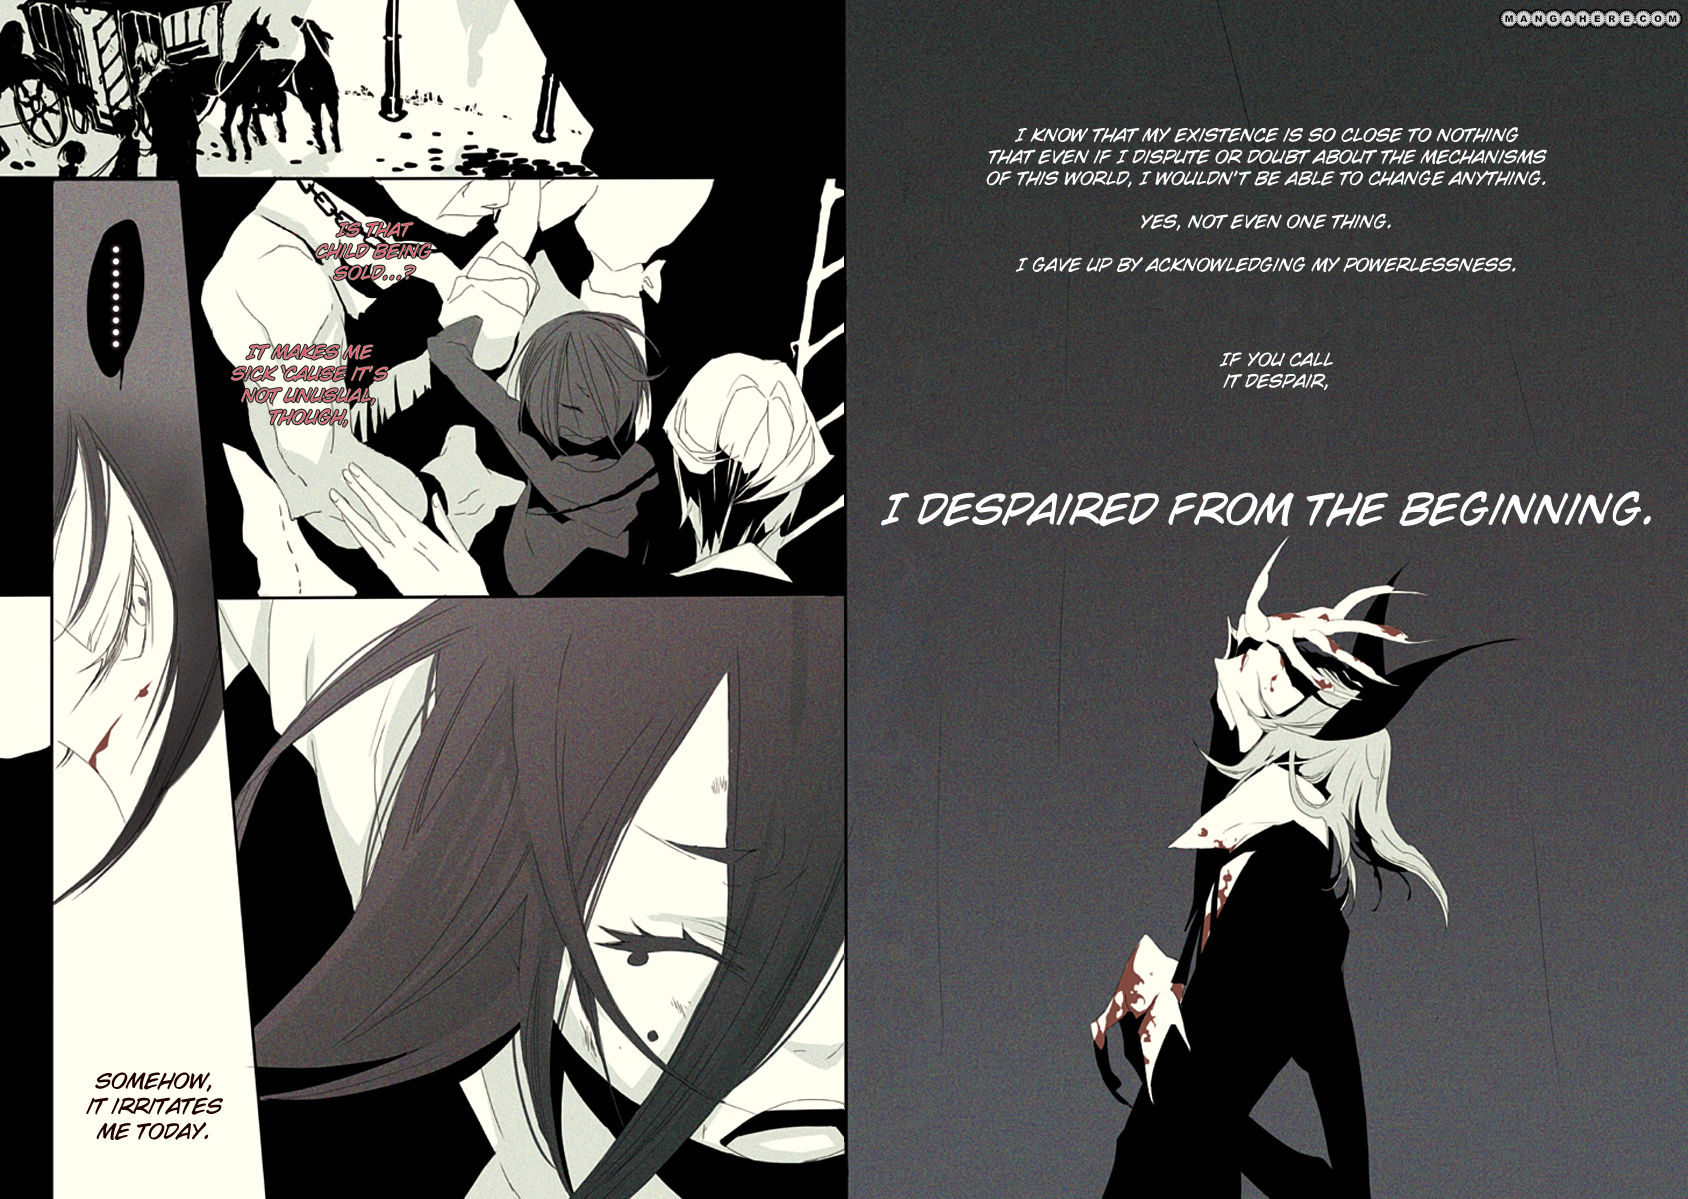 MANGAHERE.COM
I KNOW THAT MY EXISTENCE IS SO CLOSE TO NOTHING
THAT EVEN IF I DISPUTE OR DOUBT ABOUT THE MECHANISMS
OF THIS WORLD, I WOULDN'T BE ABLE TO CHANGE ANYTHING.
YES, NOT EVEN ONE THING.
I GAVE UP BY ACKNOWLEDGING MY POWERLESSNESS.
IF YOU CALL
IT DESPAIR,
I DESPAIRED FROM THE BEGINNING.
IS THAT
CHILD BEING
SOLD...?
IT MAKES ME
SICK 'CAUSE IT'S
NOT UNUSUAL,
THOUGH,
.........
SOMEHOW,
IT IRRITATES
ME TODAY.